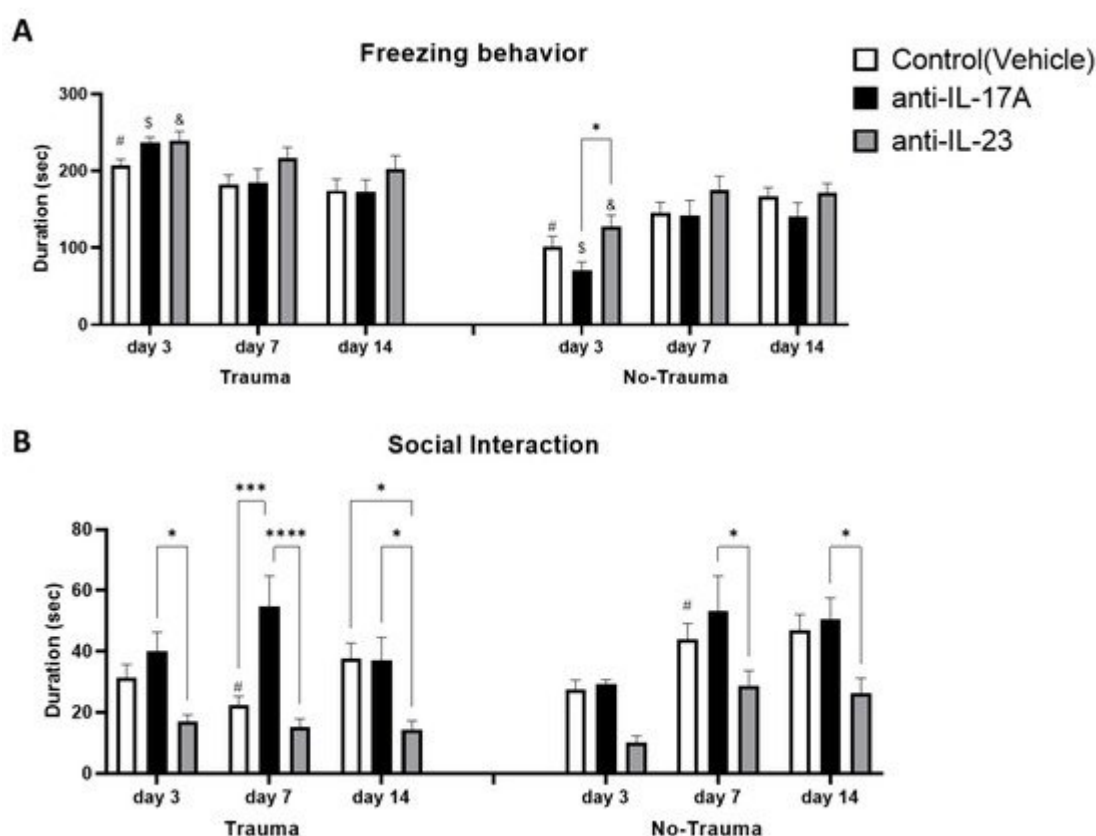 A
Freezing behavior
Control(Vehicle)
anti-IL-17A
anti-IL-23
Duration (sec)
300
200
100
0
# $ &
*
# $ &
day 3 day 7 day 14 day 3 day 7 day 14
Trauma No-Trauma
B
Social Interaction
Duration (sec)
80
60
40
20
0
*** *
* **** * * *
# #
day 3 day 7 day 14 day 3 day 7 day 14
Trauma No-Trauma